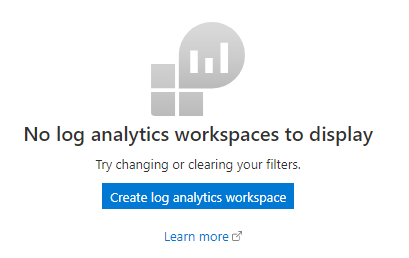 No log analytics workspaces to display
Try changing or clearing your filters.
Create log analytics workspace
Learn more